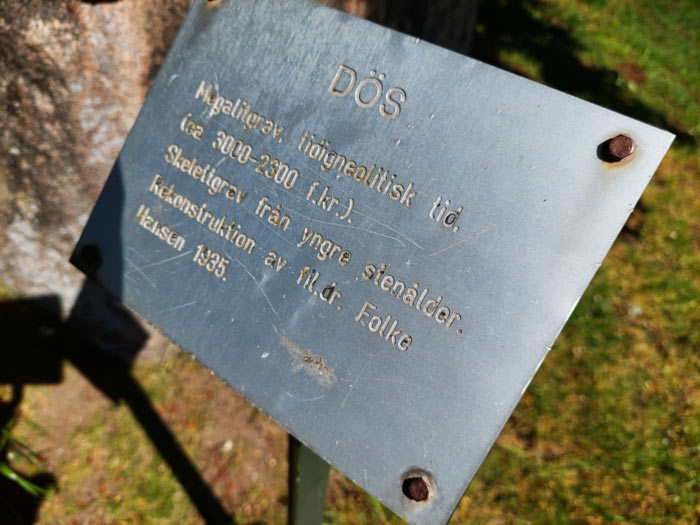 DÖS
Megalitgrav, tidigneolitisk tid.
(ca 3000-2300 f.kr.).
Skelettgrav från yngre stenålder.
Rekonstruktion av fil.dr. Folke
Hansen 1935.